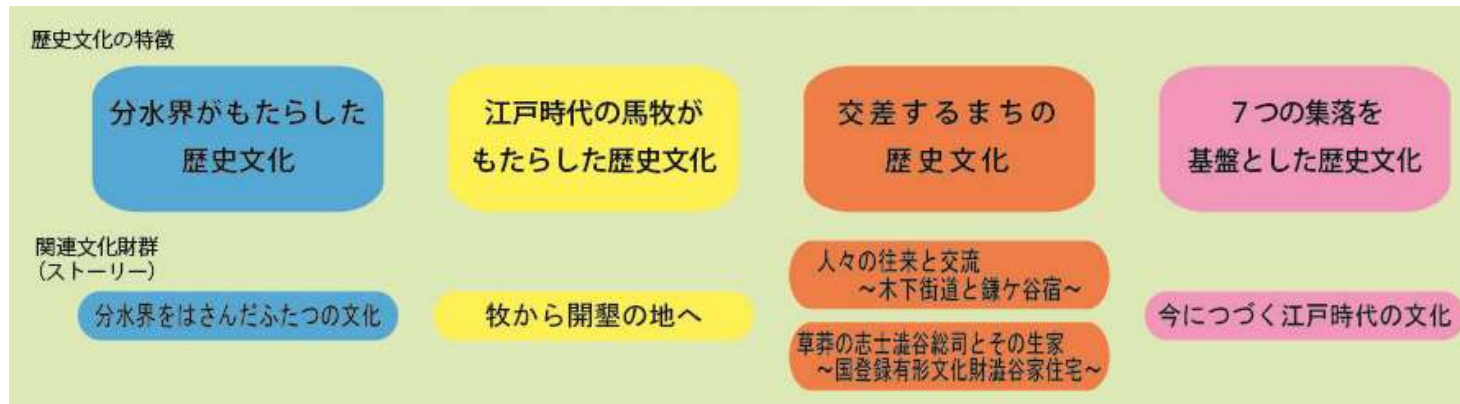 歴史文化の特徴
分水界がもたらした
歴史文化
江戸時代の馬牧が
もたらした歴史文化
交差するまちの
歴史文化
7つの集落を
基盤とした歴史文化
関連文化財群
（ストーリー）
分水界をはさんだふたつの文化
牧から開墾の地へ
人々の往来と交流
～木下街道と鎌ケ谷宿～
草莽の志士澁谷総司とその生家
～国登録有形文化財澁谷家住宅～
今につづく江戸時代の文化